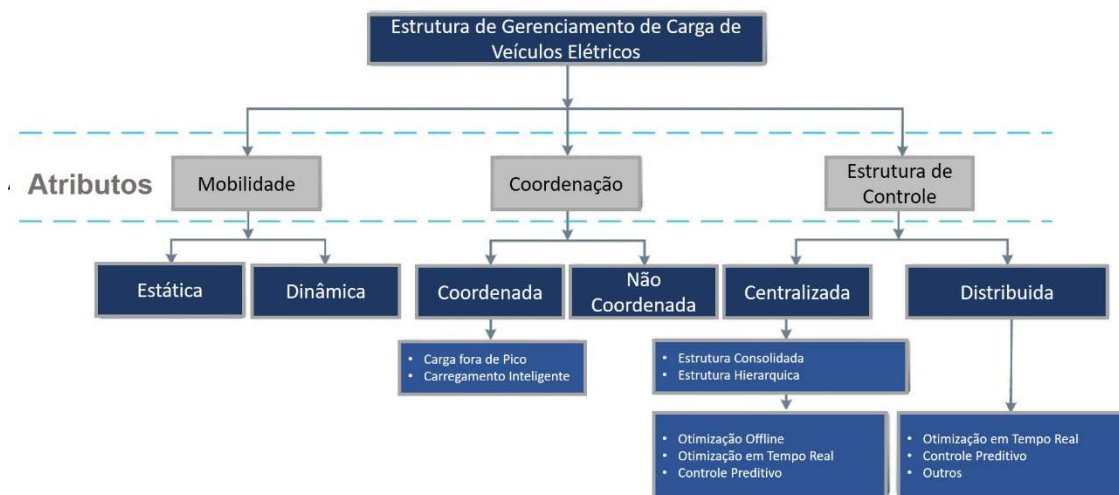 Estrutura de Gerenciamento de Carga de
Veículos Elétricos
Atributos
Mobilidade
Coordenação
Estrutura de
Controle
Estática
Dinâmica
Coordenada
Não
Coordenada
Centralizada
Distribuida
• Carga fora de Pico
• Carregamento Inteligente
• Estrutura Consolidada
• Estrutura Hierarquica
• Otimização Offline
• Otimização em Tempo Real
• Controle Preditivo
• Otimização em Tempo Real
• Controle Preditivo
• Outros